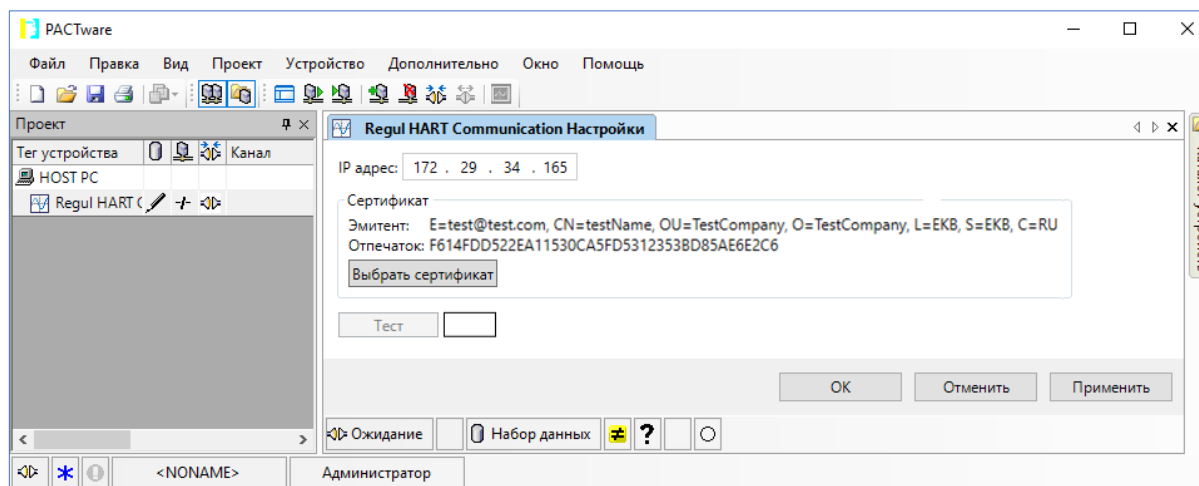 PACTware
Файл Правка Вид Проект Устройство Дополнительно Окно Помощь
Проект
Regul HART Communication Настройки
Тег устройства Канал
HOST PC
Regul HART
IP адрес: 172 . 29 . 34 . 165
Сертификат
Эмитент: E=test@test.com, CN=testName, OU=TestCompany, O=TestCompany, L=EKB, S=EKB, C=RU
Отпечаток: F614FDD522EA11530CA5FD5312353BD85AE6E2C6
Выбрать сертификат
Тест
ОК Отменить Применить
Ожидание Набор данных ≠ ?
<NONAME> Администратор